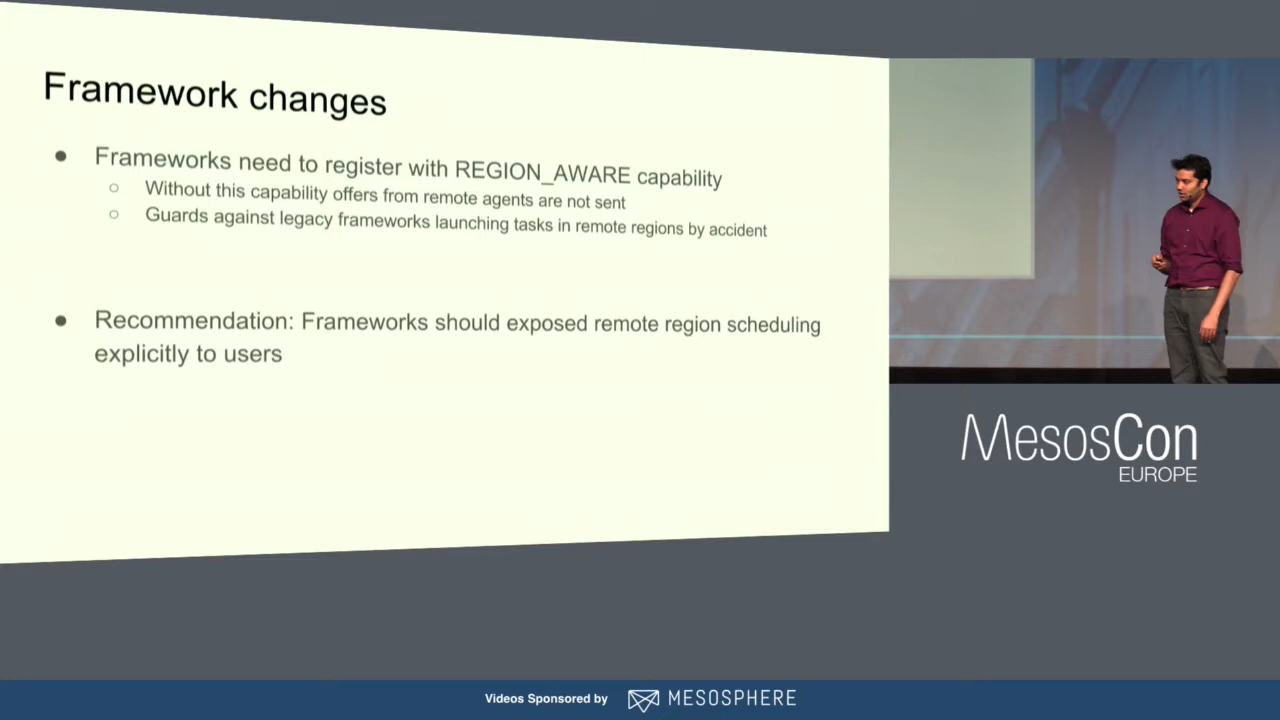 Framework changes
● Frameworks need to register with REGION_AWARE capability
○ Without this capability offers from remote agents are not sent
○ Guards against legacy frameworks launching tasks in remote regions by accident
● Recommendation: Frameworks should exposed remote region scheduling
explicitly to users
MesosCon
EUROPE
Videos Sponsored by MESOSPHERE